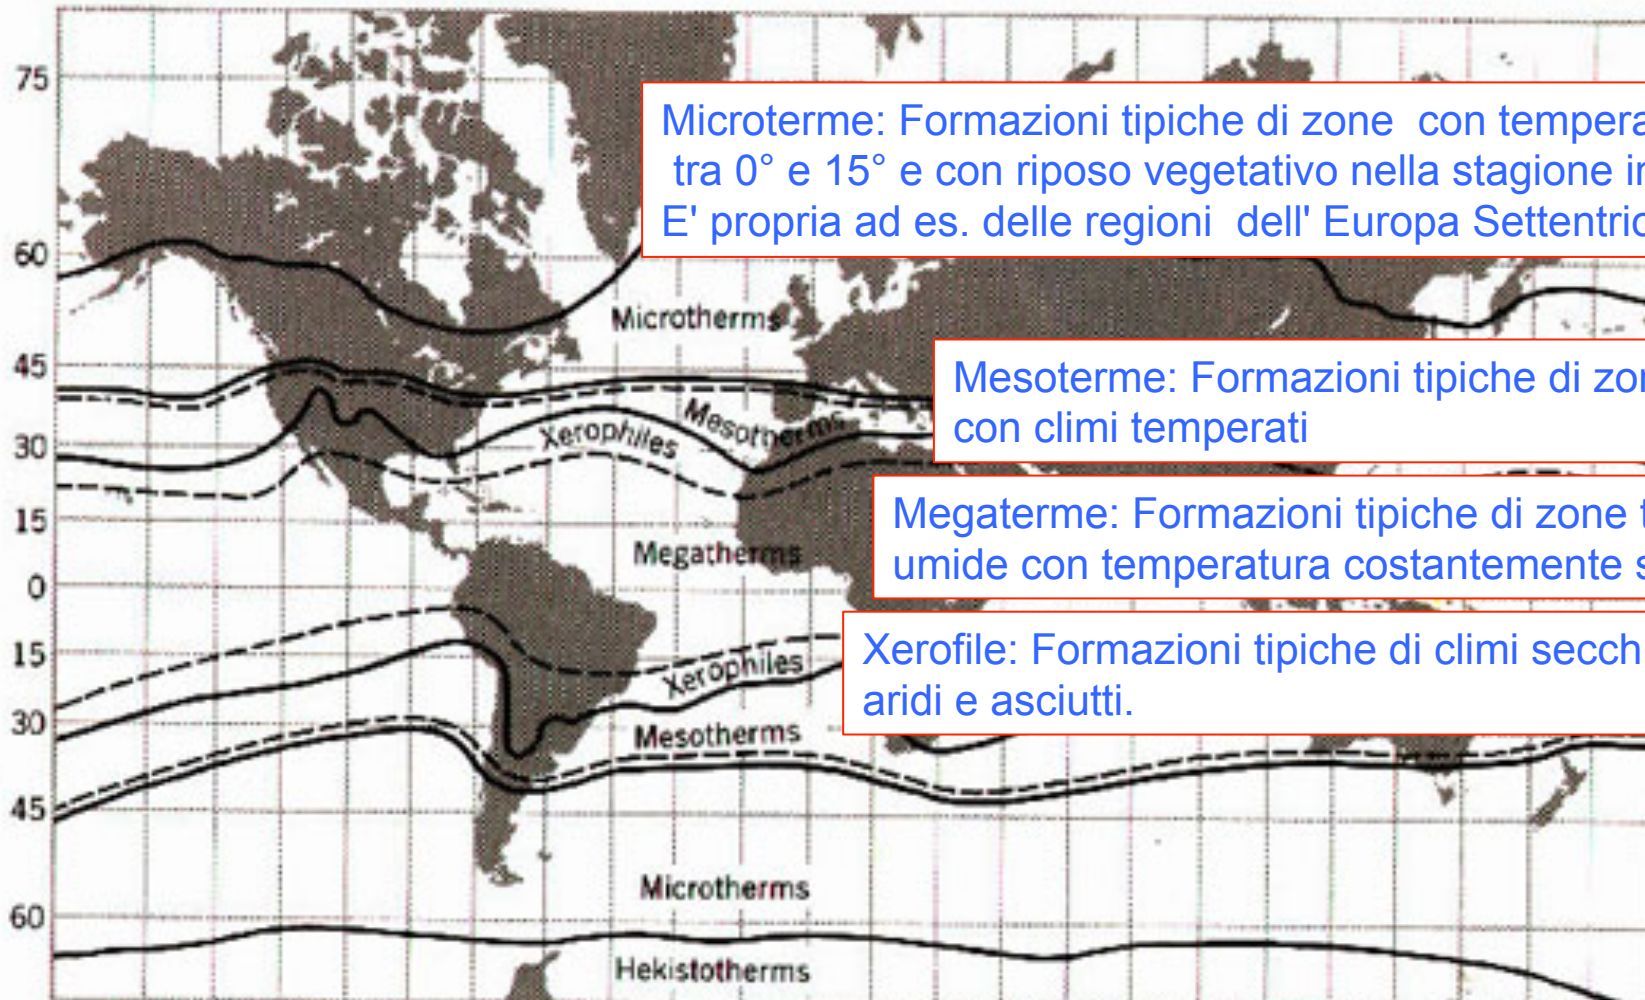 75
Microterme: Formazioni tipiche di zone con tempera
tra 0° e 15° e con riposo vegetativo nella stagione in
E' propria ad es. delle regioni dell' Europa Settentrio
60
Microtherms
45
Mesoterme: Formazioni tipiche di zon
con climi temperati
Mesotherms
Xerophiles
30
Megaterme: Formazioni tipiche di zone t
umide con temperatura costantemente s
15
Megatherms
0
Xerofile: Formazioni tipiche di climi secch
aridi e asciutti.
15
Xerophiles
30
Mesotherms
45
Microtherms
60
Hekistotherms